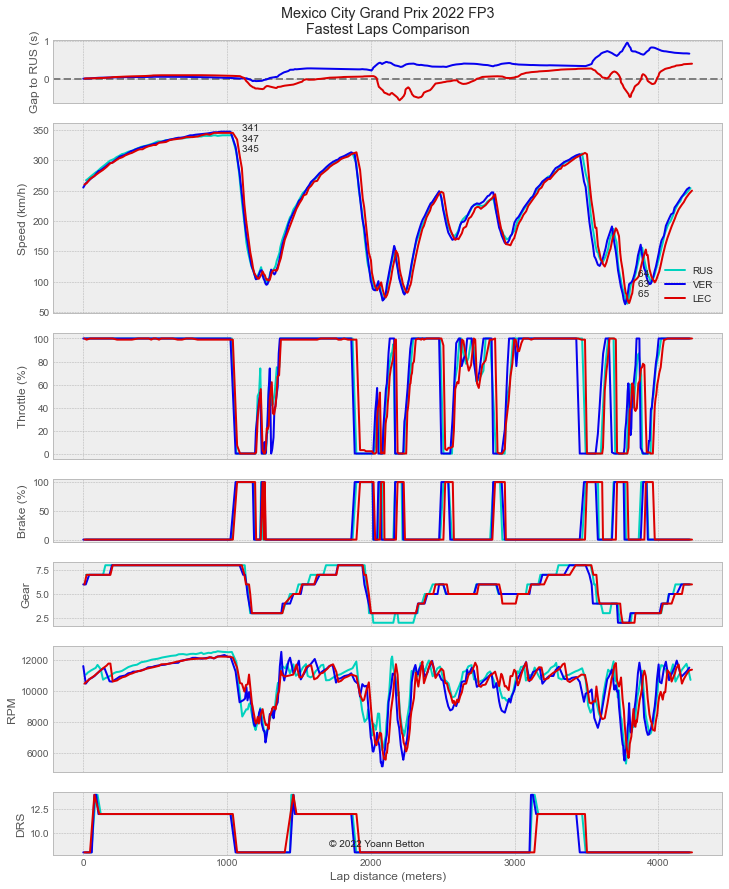 Mexico City Grand Prix 2022 FP3
Fastest Laps Comparison
Gap to RUS (s)
1
0
Speed (km/h)
350
300
250
200
150
100
50
341
347
345
64
63
65
RUS
VER
LEC
Throttle (%)
100
80
60
40
20
0
Brake (%)
100
50
0
Gear
7.5
5.0
2.5
RPM
12000
10000
8000
6000
DRS
12.5
10.0
© 2022 Yoann Betton
0
1000
2000
3000
4000
Lap distance (meters)